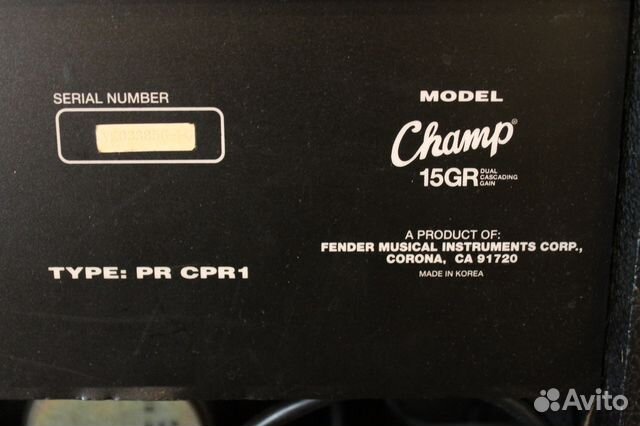 SERIAL NUMBER
TYPE: PR CPR1
MODEL
Champ®
15GR DUAL CASCADING GAIN
A PRODUCT OF:
FENDER MUSICAL INSTRUMENTS CORP.,
CORONA, CA 91720
MADE IN KOREA
Avito